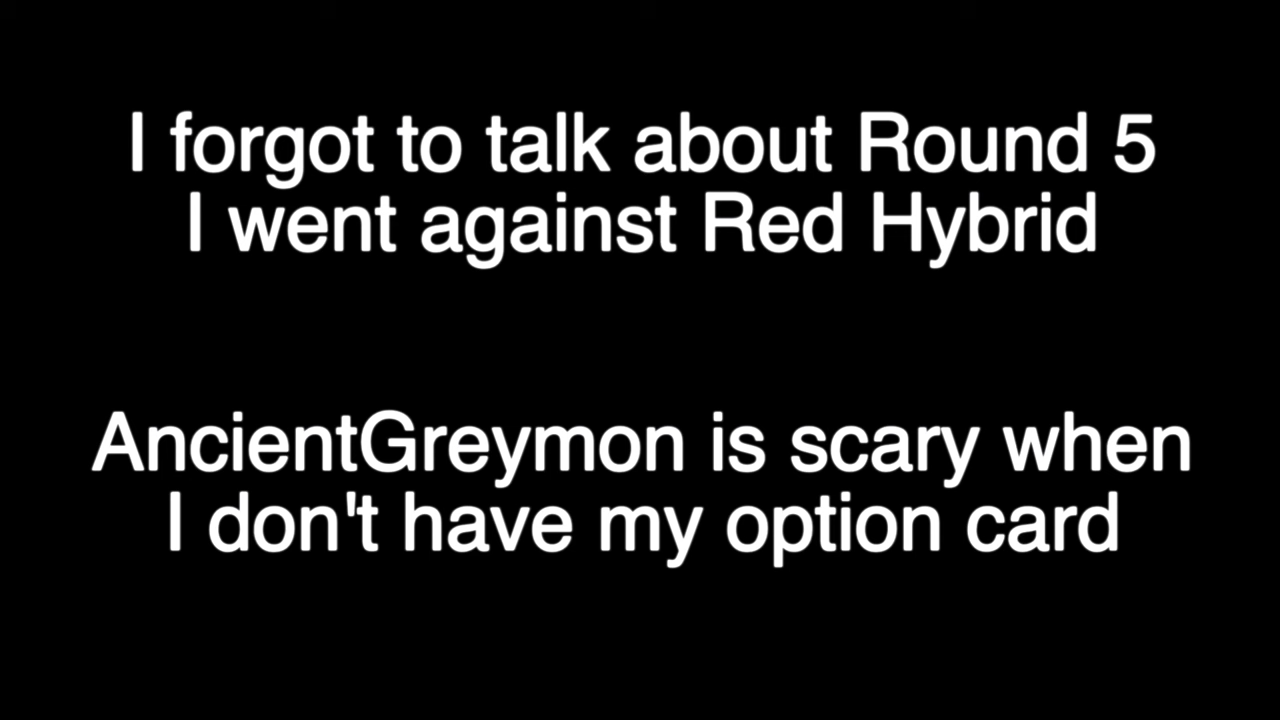 I forgot to talk about Round 5
I went against Red Hybrid
AncientGreymon is scary when
I don't have my option card